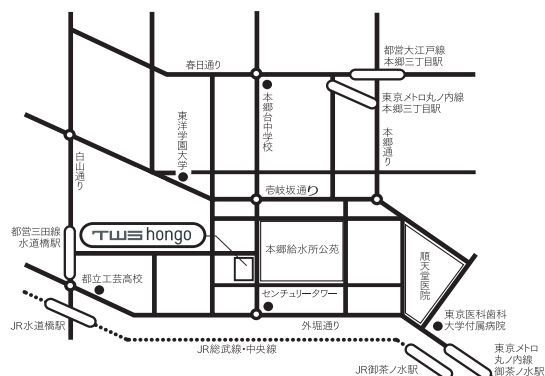 都営大江戸線
本郷三丁目駅
春日通り
東京メトロ丸ノ内線
本郷三丁目駅
本郷台中学校
東洋学園大学
本郷通り
白山通り
壱岐坂通り
都営三田線
水道橋駅
TWS hongo
本郷給水所公苑
順天堂医院
都立工芸高校
センチュリータワー
外堀通り
東京医科歯科
大学付属病院
JR水道橋駅
JR総武線・中央線
JR御茶ノ水駅
東京メトロ
丸ノ内線
御茶ノ水駅